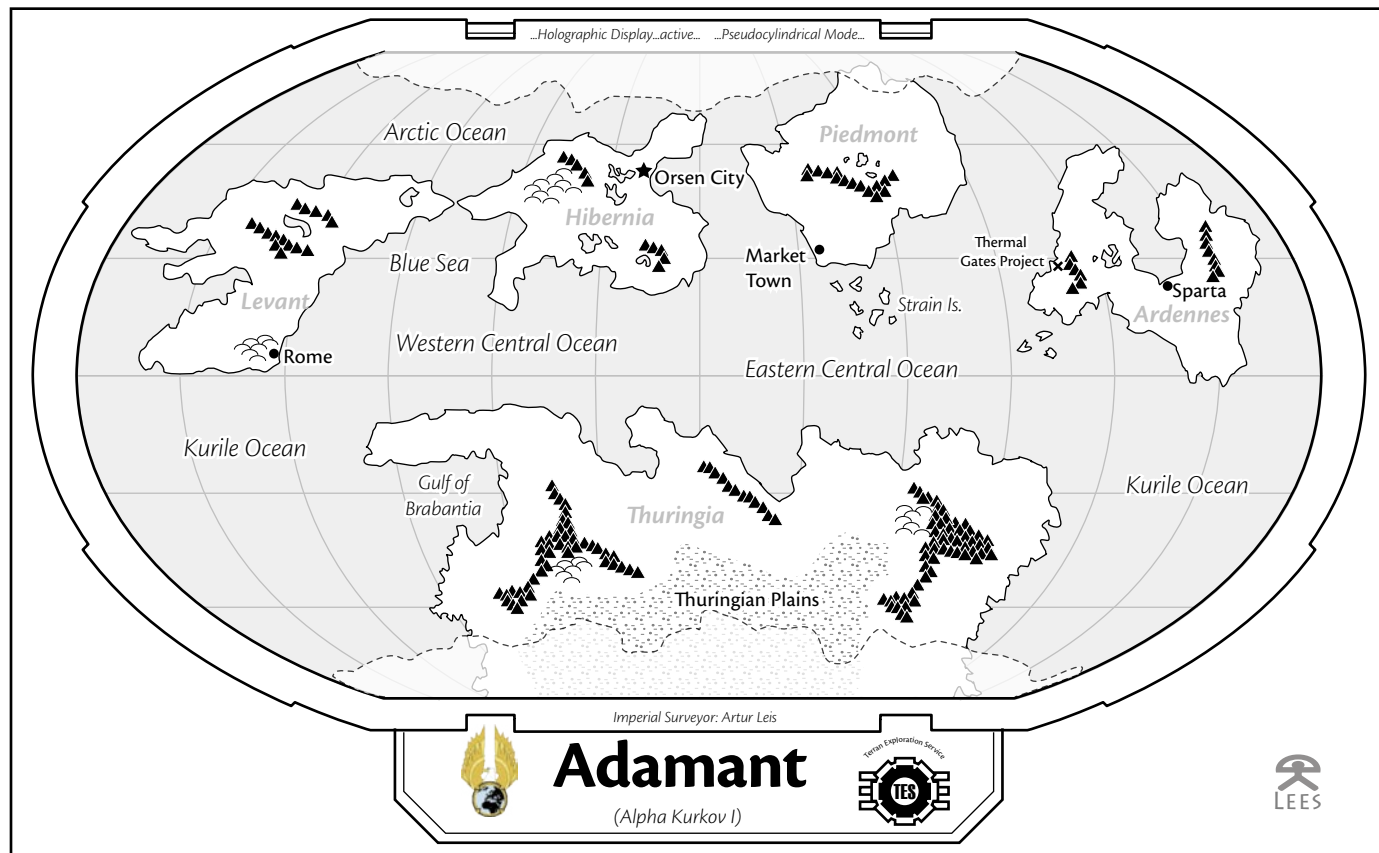 ...Holographic Display...active... ...Pseudocylindrical Mode...
Arctic Ocean
Piedmont
Orsen City
Hibernia
Market
Town
Thermal
Gates Project
Blue Sea
Levant
Strain Is.
Sparta
Ardennes
Rome
Western Central Ocean
Eastern Central Ocean
Kurile Ocean
Gulf of
Brabantia
Kurile Ocean
Thuringia
Thuringian Plains
Imperial Surveyor: Artur Leis
Adamant
(Alpha Kurkov I)
Terran Exploration Service
TES
LEES